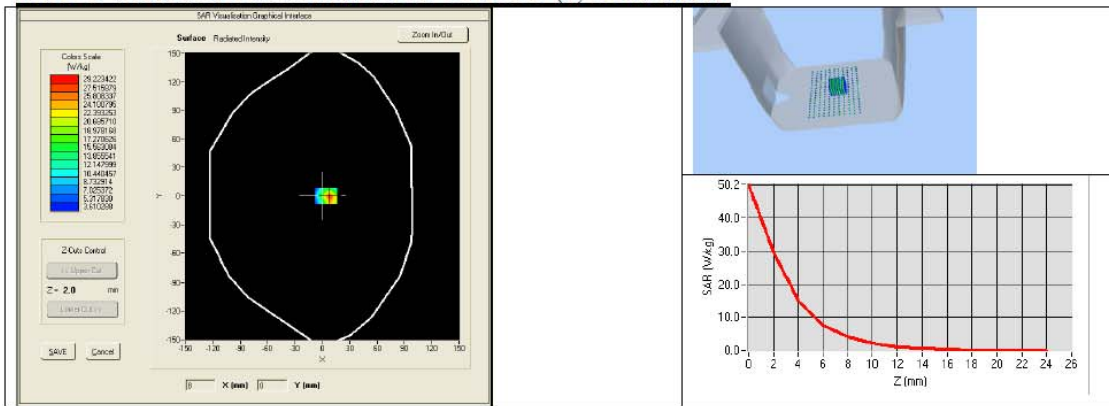 SAR Visualisation Graphical Interface
Surface Radiated Intensity
Zoom In/Out
Colors Scale
(W/kg)
29.223422
27.515879
25.808337
24.100795
22.393253
20.685710
18.978168
17.270626
15.563084
13.855541
12.147999
10.440457
8.732914
7.025372
5.317830
3.610288
Z-Cuts Control
Z = 2.0 mm
SAVE Cancel
150
120
90
60
30
0
-30
-60
-90
-120
-150
Y
-150 -120 -90 -60 -30 0 30 60 90 120 150
X
8 X (mm) 0 Y (mm)
50.2
40.0
30.0
20.0
10.0
0.0
SAR (W/kg)
0 2 4 6 8 10 12 14 16 18 20 22 24 26
Z (mm)